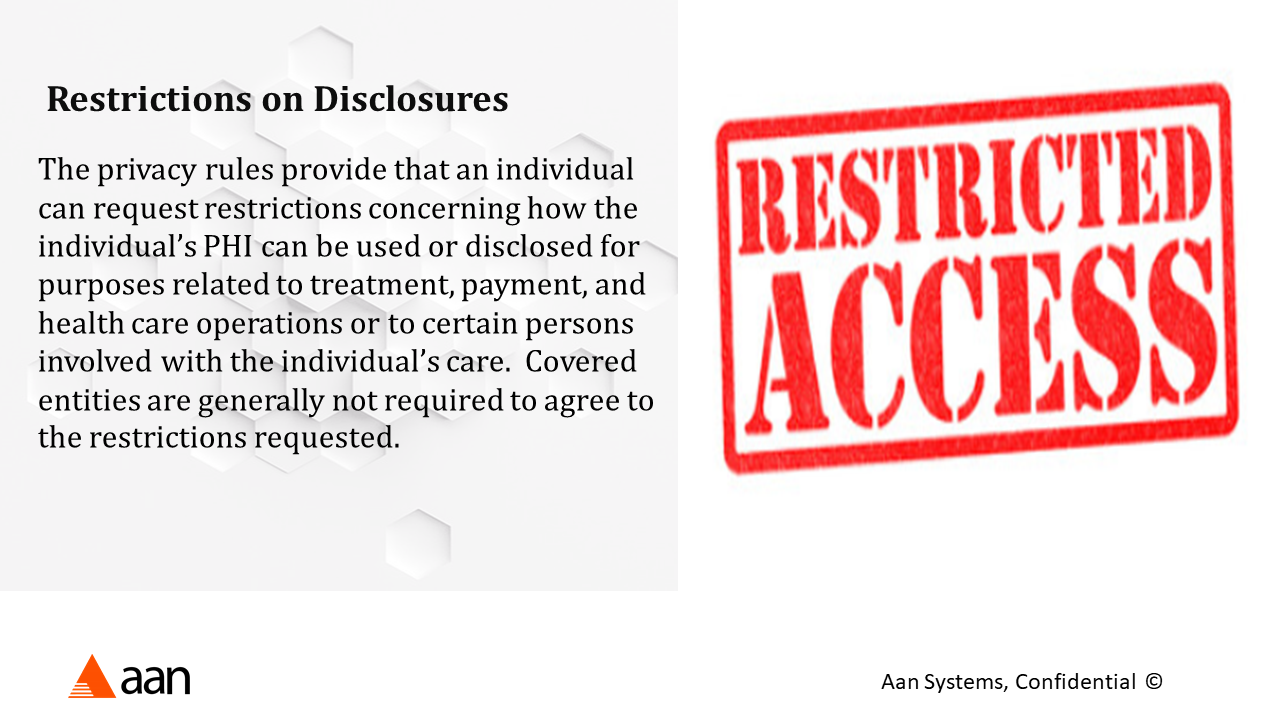 Restrictions on Disclosures
The privacy rules provide that an individual
can request restrictions concerning how the
individual’s PHI can be used or disclosed for
purposes related to treatment, payment, and
health care operations or to certain persons
involved with the individual’s care.  Covered
entities are generally not required to agree to
the restrictions requested.
RESTRICTED
ACCESS
aan
Aan Systems, Confidential ©